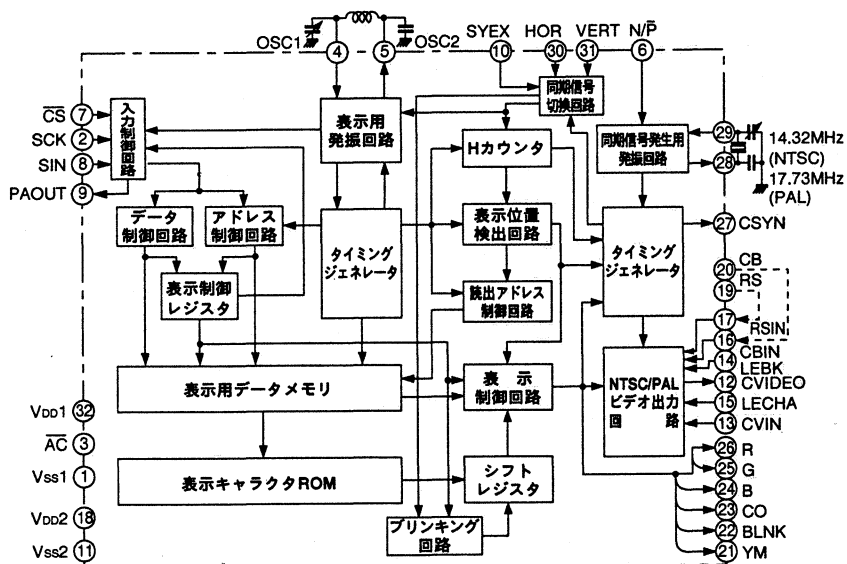 OSC1
OSC2
SYEX
HOR
VERT
N/P̅
4
5
10
30
31
6
C̅S̅
7
SCK
2
SIN
8
PAOUT
9
入力制御回路
表示用
発振回路
同期信号
切換回路
同期信号発生用
発振回路
29
28
14.32MHz
(NTSC)
17.73MHz
(PAL)
Hカウンタ
データ
制御回路
アドレス
制御回路
タイミング
ジェネレータ
表示位置
検出回路
タイミング
ジェネレータ
27
CSYN
表示制御
レジスタ
読出アドレス
制御回路
20
CB
19
RS
17
RSIN
16
CBIN
表示用データメモリ
表示
制御回路
NTSC/PAL
ビデオ出力
回路
14
LEBK
12
CVIDEO
15
LECHA
13
CVIN
VDD1
32
A̅C̅
3
VSS1
1
VDD2
18
VSS2
11
表示キャラクタROM
シフト
レジスタ
ブリンキング
回路
26
R
25
G
24
B
23
CO
22
BLNK
21
YM